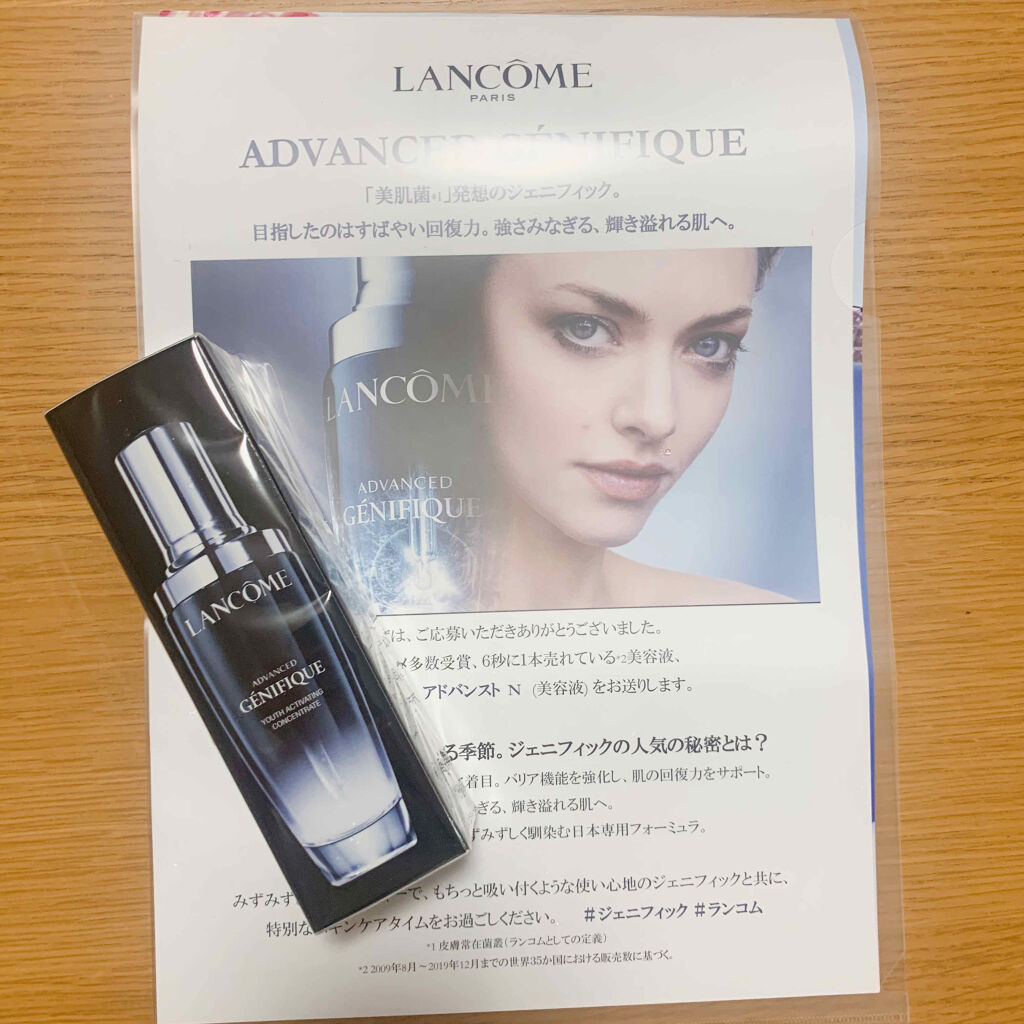 LANCÔME
PARIS
ADVANCED GÉNIFIQUE
「美肌菌*1」発想のジェニフィック。
目指したのはすばやい回復力。強さみなぎる、輝き溢れる肌へ。
LANCÔME
ADVANCED
GÉNIFIQUE
は、ご応募いただきありがとうございました。
多数受賞、6秒に1本売れている*2美容液、
アドバンスト N (美容液) をお送りします。
る季節。ジェニフィックの人気の秘密とは？
着目。バリア機能を強化し、肌の回復力をサポート。
ぎる、輝き溢れる肌へ。
ずみずしく馴染む日本専用フォーミュラ。
みずみず ーで、もちっと吸い付くような使い心地のジェニフィックと共に、
特別な キンケアタイムをお過ごしください。 #ジェニフィック #ランコム
*1 皮膚常在菌叢（ランコムとしての定義）
*2 2009年8月～2019年12月までの世界35か国における販売数に基づく。
LANCÔME
ADVANCED
GÉNIFIQUE
YOUTH ACTIVATING
CONCENTRATE